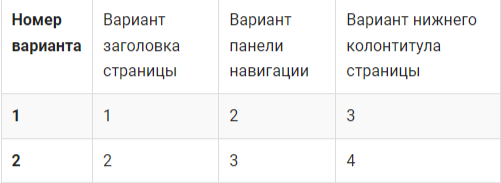 Номер варианта
Вариант заголовка страницы
Вариант панели навигации
Вариант нижнего колонтитула страницы
1 1 2 3
2 2 3 4